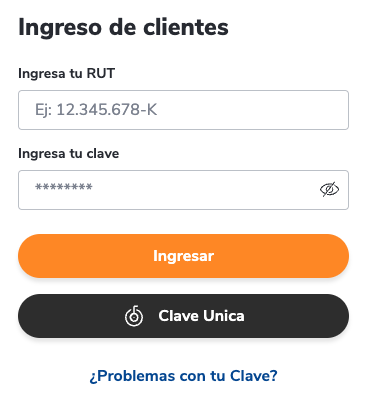 Ingreso de clientes
Ingresa tu RUT
Ej: 12.345.678-K
Ingresa tu clave
********
Ingresar
Clave Unica
¿Problemas con tu Clave?